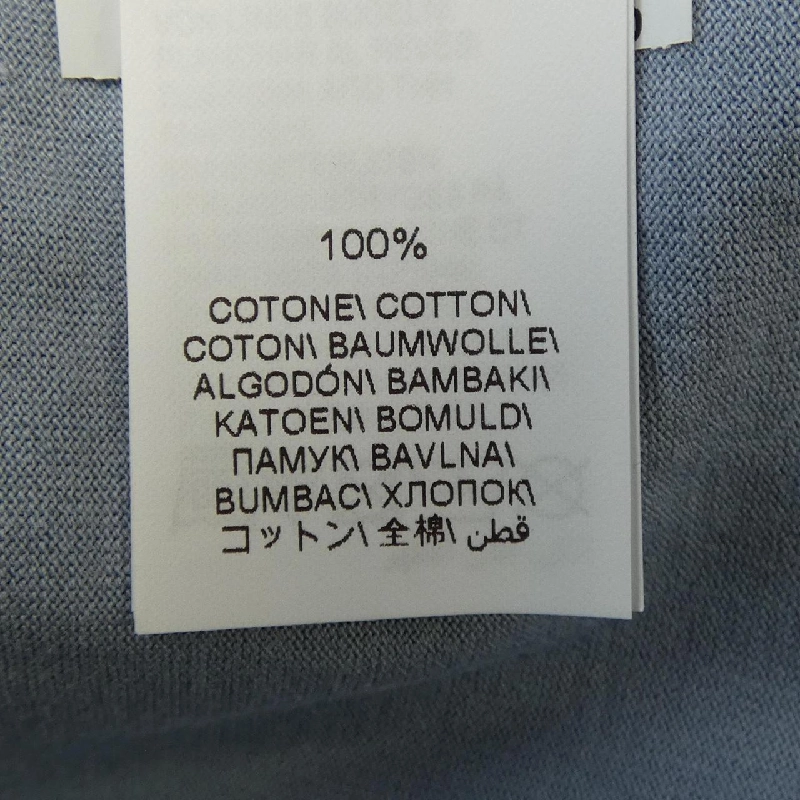 100%
COTONE\ COTTON\
COTON\ BAUMWOLLE\
ALGODÓN\ BAMBAKI\
KATOEN\ BOMULD\
ПАМУК\ BAVLNA\
BUMBAC\ ХЛОПОК\
コットン\ 全棉\ قطن